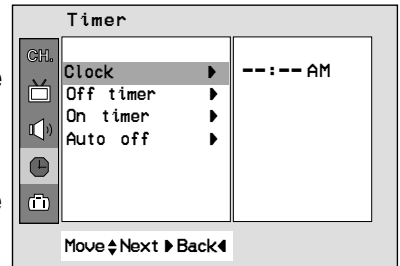 Timer
CH.
Clock ▶ --:-- AM
Off timer ▶
On timer ▶
Auto off ▶
Move ▲▼ Next ▶ Back ◀
e
e